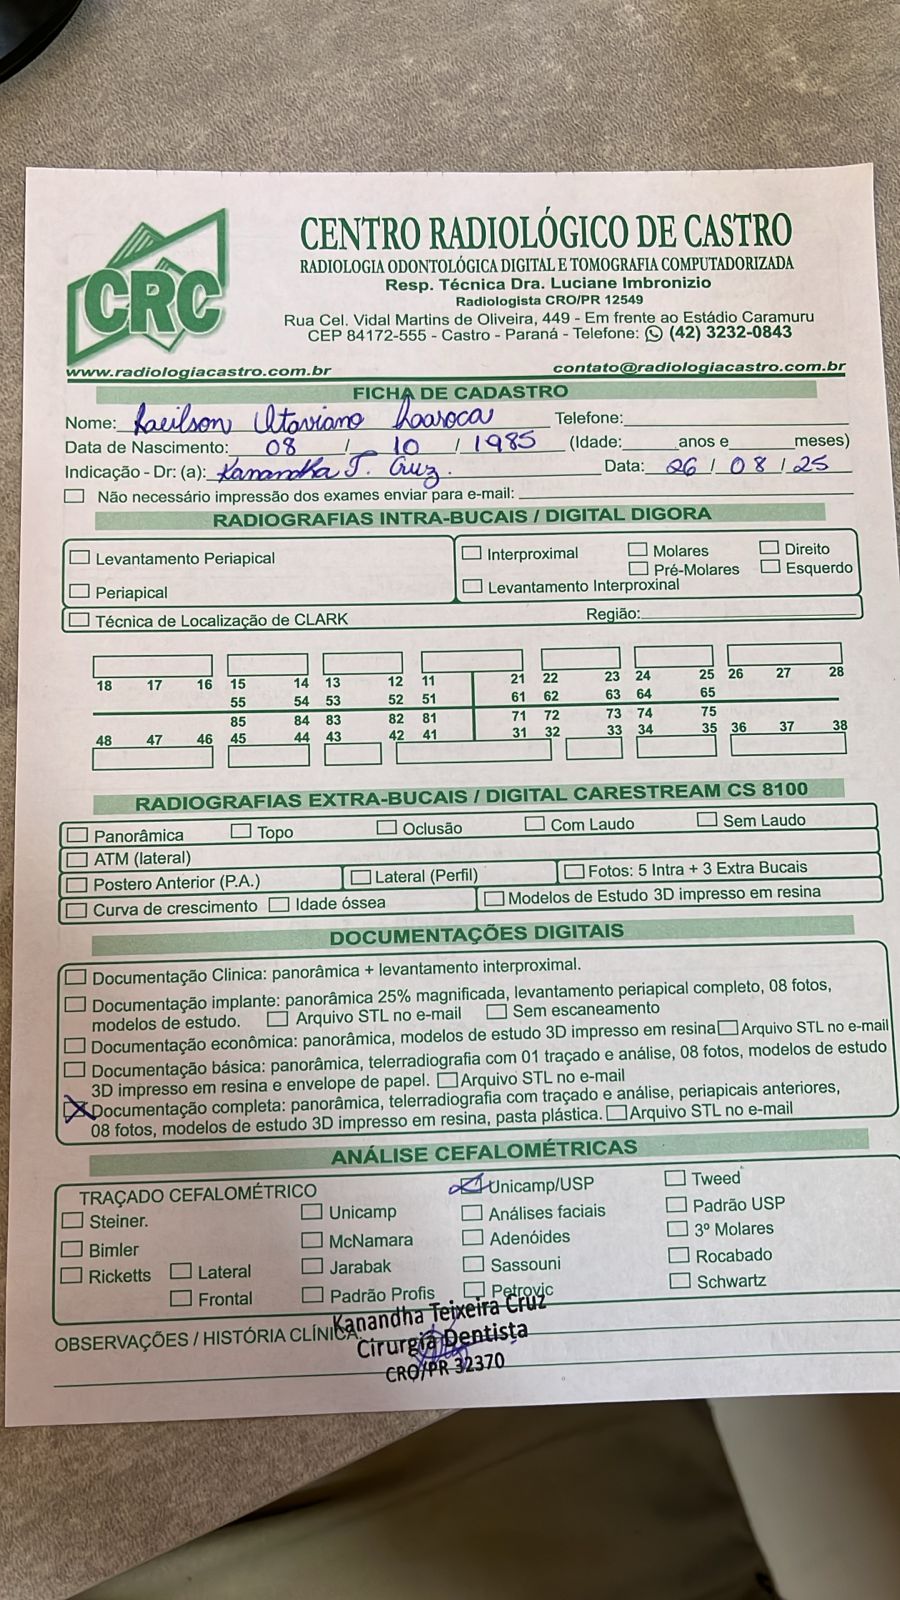 CRC
CENTRO RADIOLÓGICO DE CASTRO
RADIOLOGIA ODONTOLÓGICA DIGITAL E TOMOGRAFIA COMPUTADORIZADA
Resp. Técnica Dra. Luciane Imbronizio
Radiologista CRO/PR 12549
Rua Cel. Vidal Martins de Oliveira, 449 - Em frente ao Estádio Caramuru
CEP 84172-555 - Castro - Paraná - Telefone: (42) 3232-0843
www.radiologiacastro.com.br contato@radiologiacastro.com.br
FICHA DE CADASTRO
Nome: Otaviano Telefone:
Data de Nascimento: 08 / 10 / 1985 (Idade: anos e meses)
Indicação - Dr: (a): Kanandha T. Cruz. Data: 26 / 08 / 25
Não necessário impressão dos exames enviar para e-mail:
RADIOGRAFIAS INTRA-BUCAIS / DIGITAL DIGORA
Levantamento Periapical Interproximal Molares Direito
Periapical Pré-Molares Esquerdo
Levantamento Interproxinal
Técnica de Localização de CLARK Região:
18 17 16 15 14 13 12 11 21 22 23 24 25 26 27 28
55 54 53 52 51 61 62 63 64 65
85 84 83 82 81 71 72 73 74 75
48 47 46 45 44 43 42 41 31 32 33 34 35 36 37 38
RADIOGRAFIAS EXTRA-BUCAIS / DIGITAL CARESTREAM CS 8100
Panorâmica Topo Oclusão Com Laudo Sem Laudo
ATM (lateral)
Postero Anterior (P.A.) Lateral (Perfil) Fotos: 5 Intra + 3 Extra Bucais
Curva de crescimento Idade óssea Modelos de Estudo 3D impresso em resina
DOCUMENTAÇÕES DIGITAIS
Documentação Clinica: panorâmica + levantamento interproximal.
Documentação implante: panorâmica 25% magnificada, levantamento periapical completo, 08 fotos,
modelos de estudo. Arquivo STL no e-mail Sem escaneamento
Documentação econômica: panorâmica, modelos de estudo 3D impresso em resina Arquivo STL no e-mail
Documentação básica: panorâmica, telerradiografia com 01 traçado e análise, 08 fotos, modelos de estudo
3D impresso em resina e envelope de papel. Arquivo STL no e-mail
Documentação completa: panorâmica, telerradiografia com traçado e análise, periapicais anteriores,
08 fotos, modelos de estudo 3D impresso em resina, pasta plástica. Arquivo STL no e-mail
ANÁLISE CEFALOMÉTRICAS
TRAÇADO CEFALOMÉTRICO Unicamp/USP Tweed
Steiner. Unicamp Análises faciais Padrão USP
Bimler McNamara Adenóides 3º Molares
Ricketts Lateral Jarabak Sassouni Rocabado
Frontal Padrão Profis Petrovic Schwartz
OBSERVAÇÕES / HISTÓRIA CLÍNICA:
Kanandha Teixeira Cruz
Cirurgiã Dentista
CRO/PR 32370